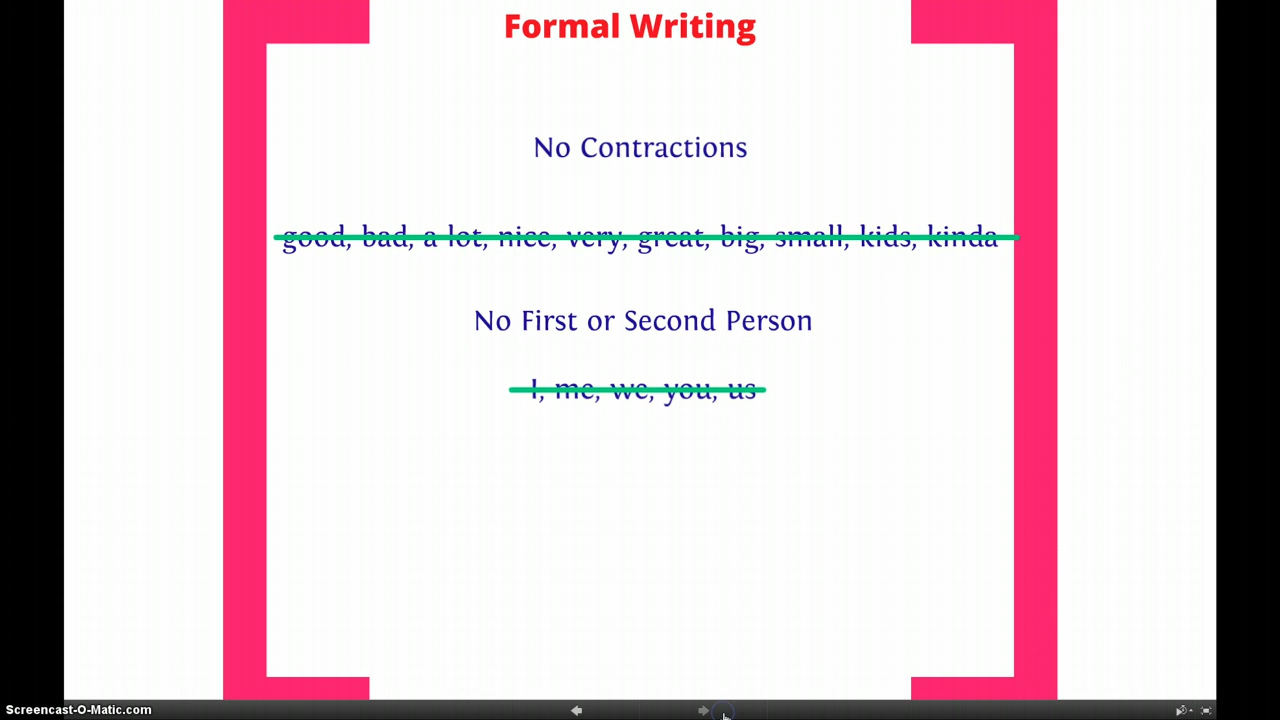 Formal Writing
No Contractions
good, bad, a lot, nice, very, great, big, small, kids, kinda
No First or Second Person
I, me, we, you, us
Screencast-O-Matic.com